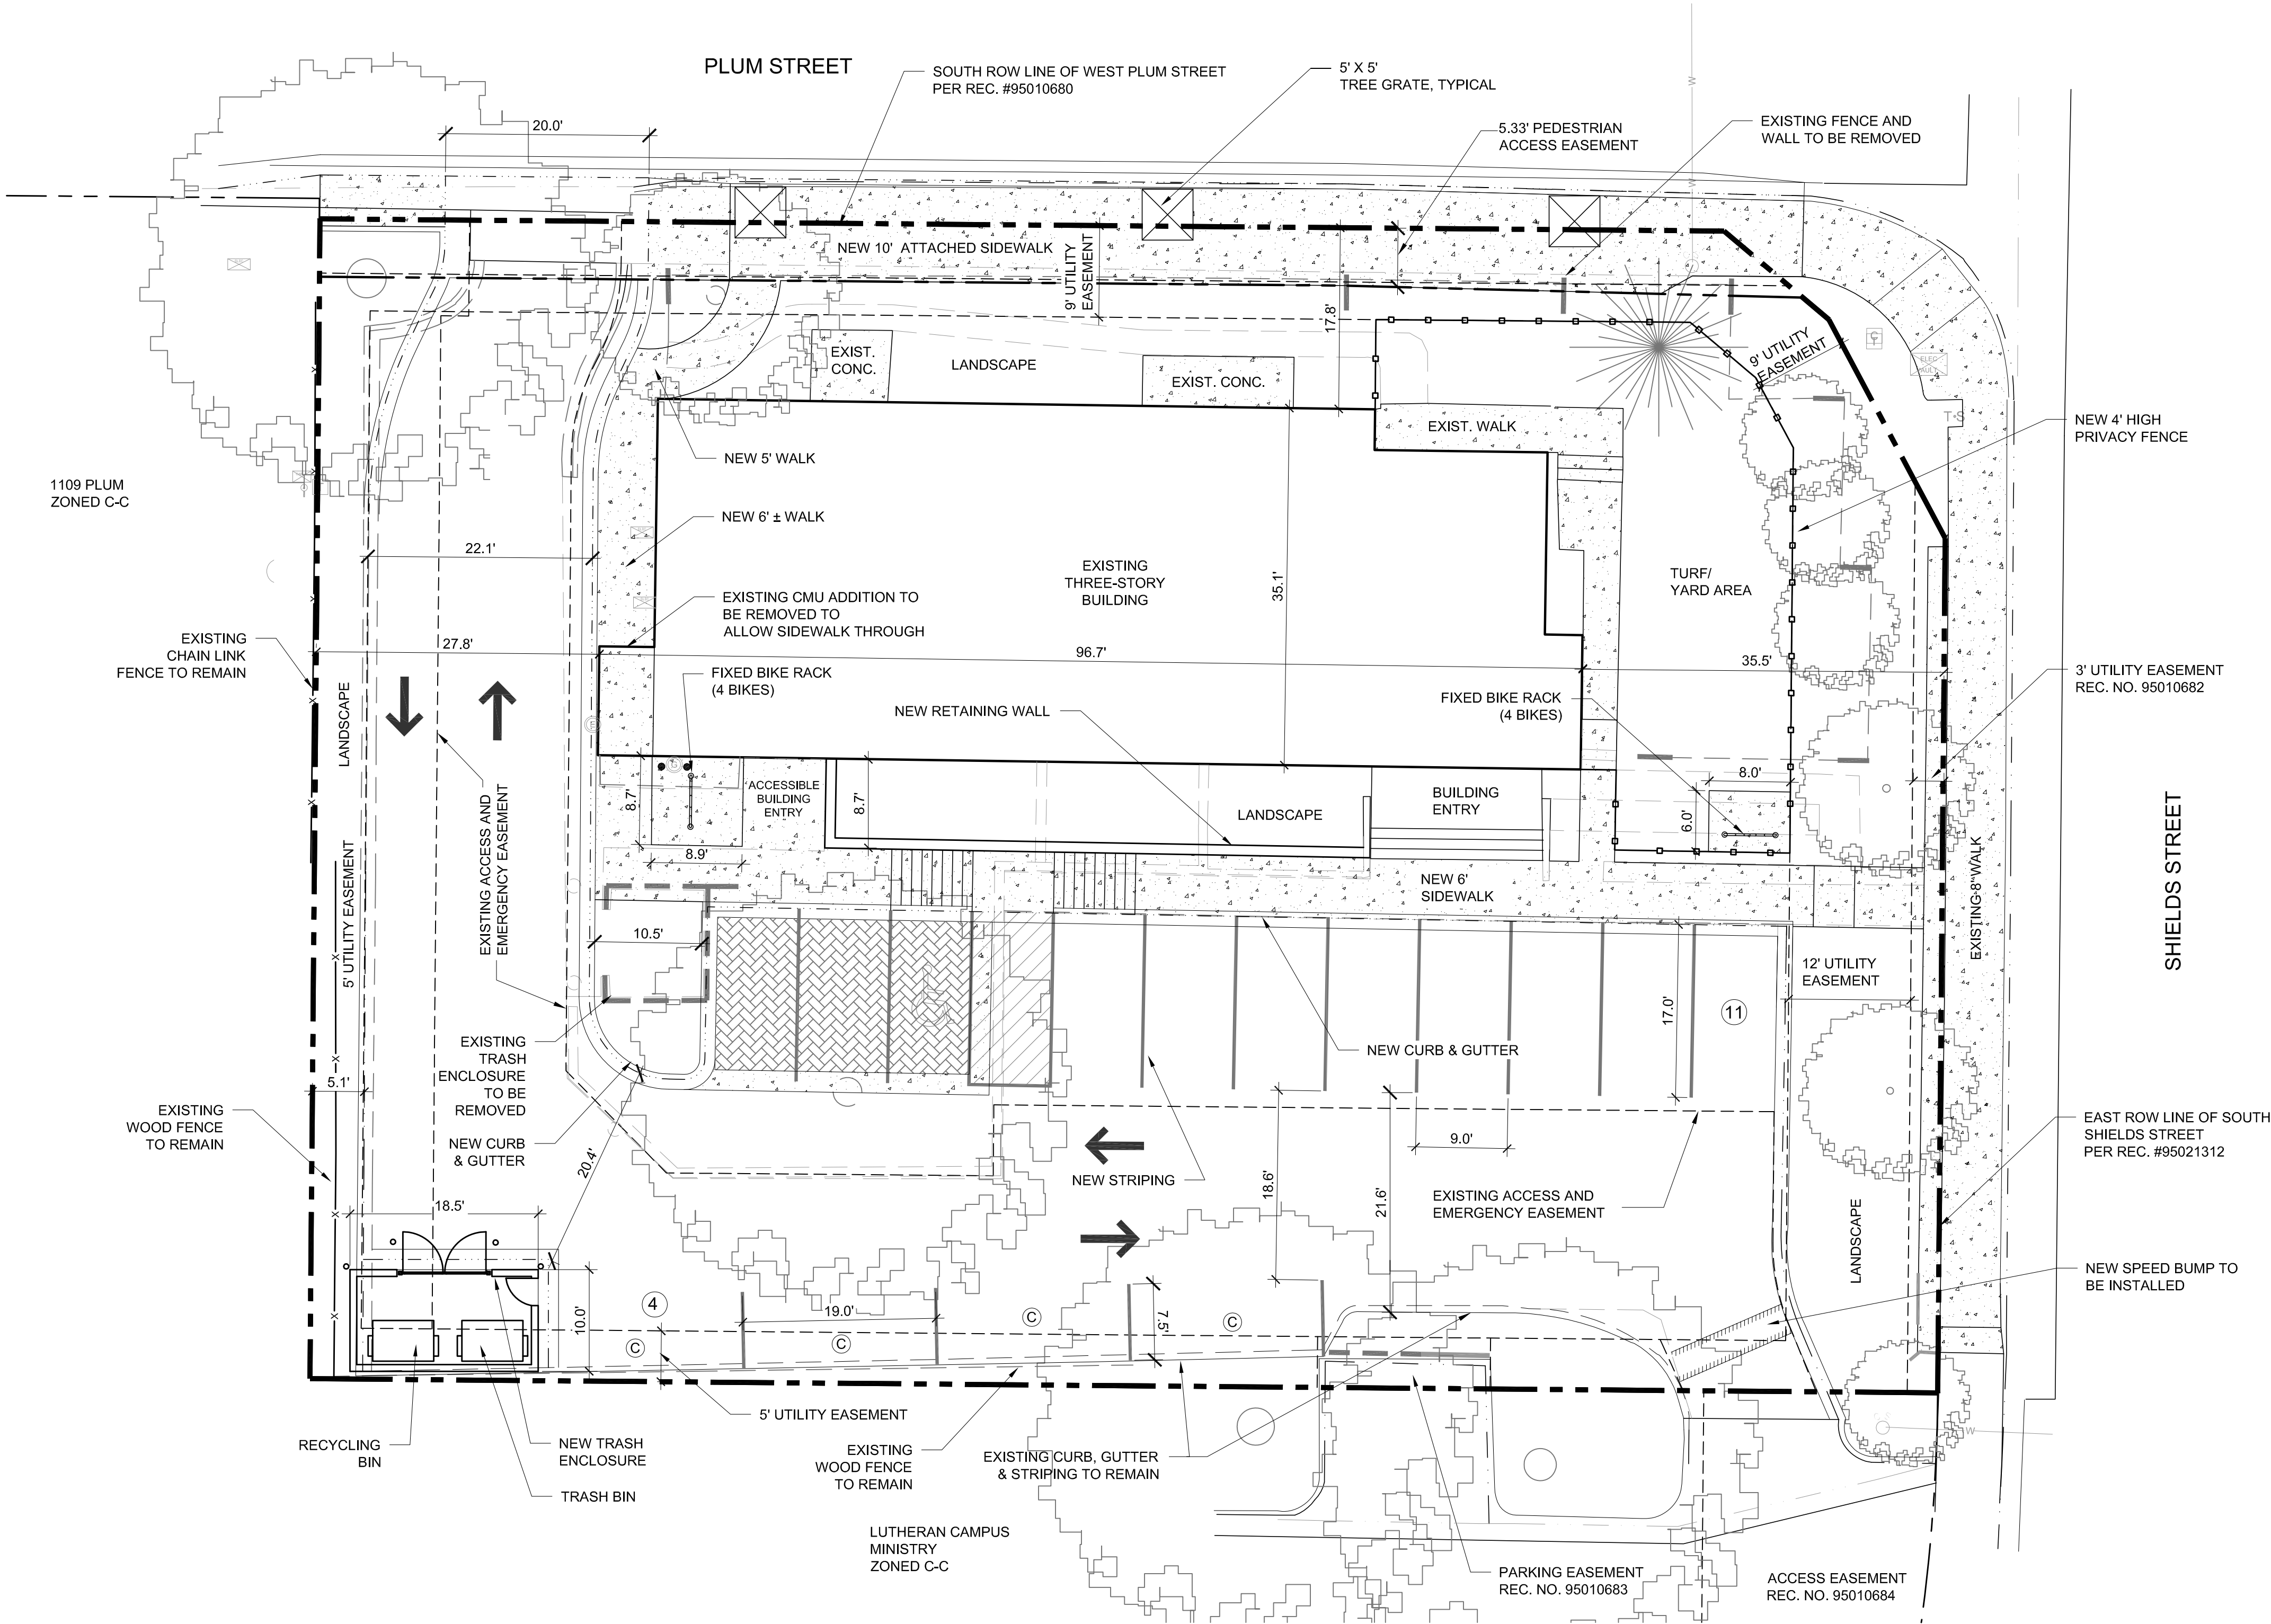 PLUM STREET
SOUTH ROW LINE OF WEST PLUM STREET
PER REC. #95010680
5' X 5'
TREE GRATE, TYPICAL
5.33' PEDESTRIAN
ACCESS EASEMENT
EXISTING FENCE AND
WALL TO BE REMOVED
W
W
20.0'
NEW 10' ATTACHED SIDEWALK
9' UTILITY
EASEMENT
17.8'
9' UTILITY
EASEMENT
ELEC
VAULT
EXIST.
CONC.
LANDSCAPE
EXIST. CONC.
EXIST. WALK
NEW 4' HIGH
PRIVACY FENCE
1109 PLUM
ZONED C-C
NEW 5' WALK
NEW 6' ± WALK
22.1'
EXISTING
THREE-STORY
BUILDING
35.1'
TURF/
YARD AREA
EXISTING CMU ADDITION TO
BE REMOVED TO
ALLOW SIDEWALK THROUGH
EXISTING
CHAIN LINK
FENCE TO REMAIN
27.8'
96.7'
35.5'
3' UTILITY EASEMENT
REC. NO. 95010682
FIXED BIKE RACK
(4 BIKES)
NEW RETAINING WALL
FIXED BIKE RACK
(4 BIKES)
LANDSCAPE
EXISTING ACCESS AND
EMERGENCY EASEMENT
5' UTILITY EASEMENT
8.7'
ACCESSIBLE
BUILDING
ENTRY
8.7'
LANDSCAPE
BUILDING
ENTRY
8.0'
6.0'
8.9'
SHIELDS STREET
EXISTING 8' WALK
NEW 6'
SIDEWALK
10.5'
12' UTILITY
EASEMENT
17.0'
11
EXISTING
TRASH
ENCLOSURE
TO BE
REMOVED
NEW CURB & GUTTER
5.1'
EXISTING
WOOD FENCE
TO REMAIN
NEW CURB
& GUTTER
20.4'
NEW STRIPING
18.6'
21.6'
9.0'
EXISTING ACCESS AND
EMERGENCY EASEMENT
EAST ROW LINE OF SOUTH
SHIELDS STREET
PER REC. #95021312
LANDSCAPE
18.5'
NEW SPEED BUMP TO
BE INSTALLED
10.0'
4
19.0'
7.5'
C
C
C
C
5' UTILITY EASEMENT
RECYCLING
BIN
NEW TRASH
ENCLOSURE
TRASH BIN
EXISTING
WOOD FENCE
TO REMAIN
EXISTING CURB, GUTTER
& STRIPING TO REMAIN
W
LUTHERAN CAMPUS
MINISTRY
ZONED C-C
PARKING EASEMENT
REC. NO. 95010683
ACCESS EASEMENT
REC. NO. 95010684